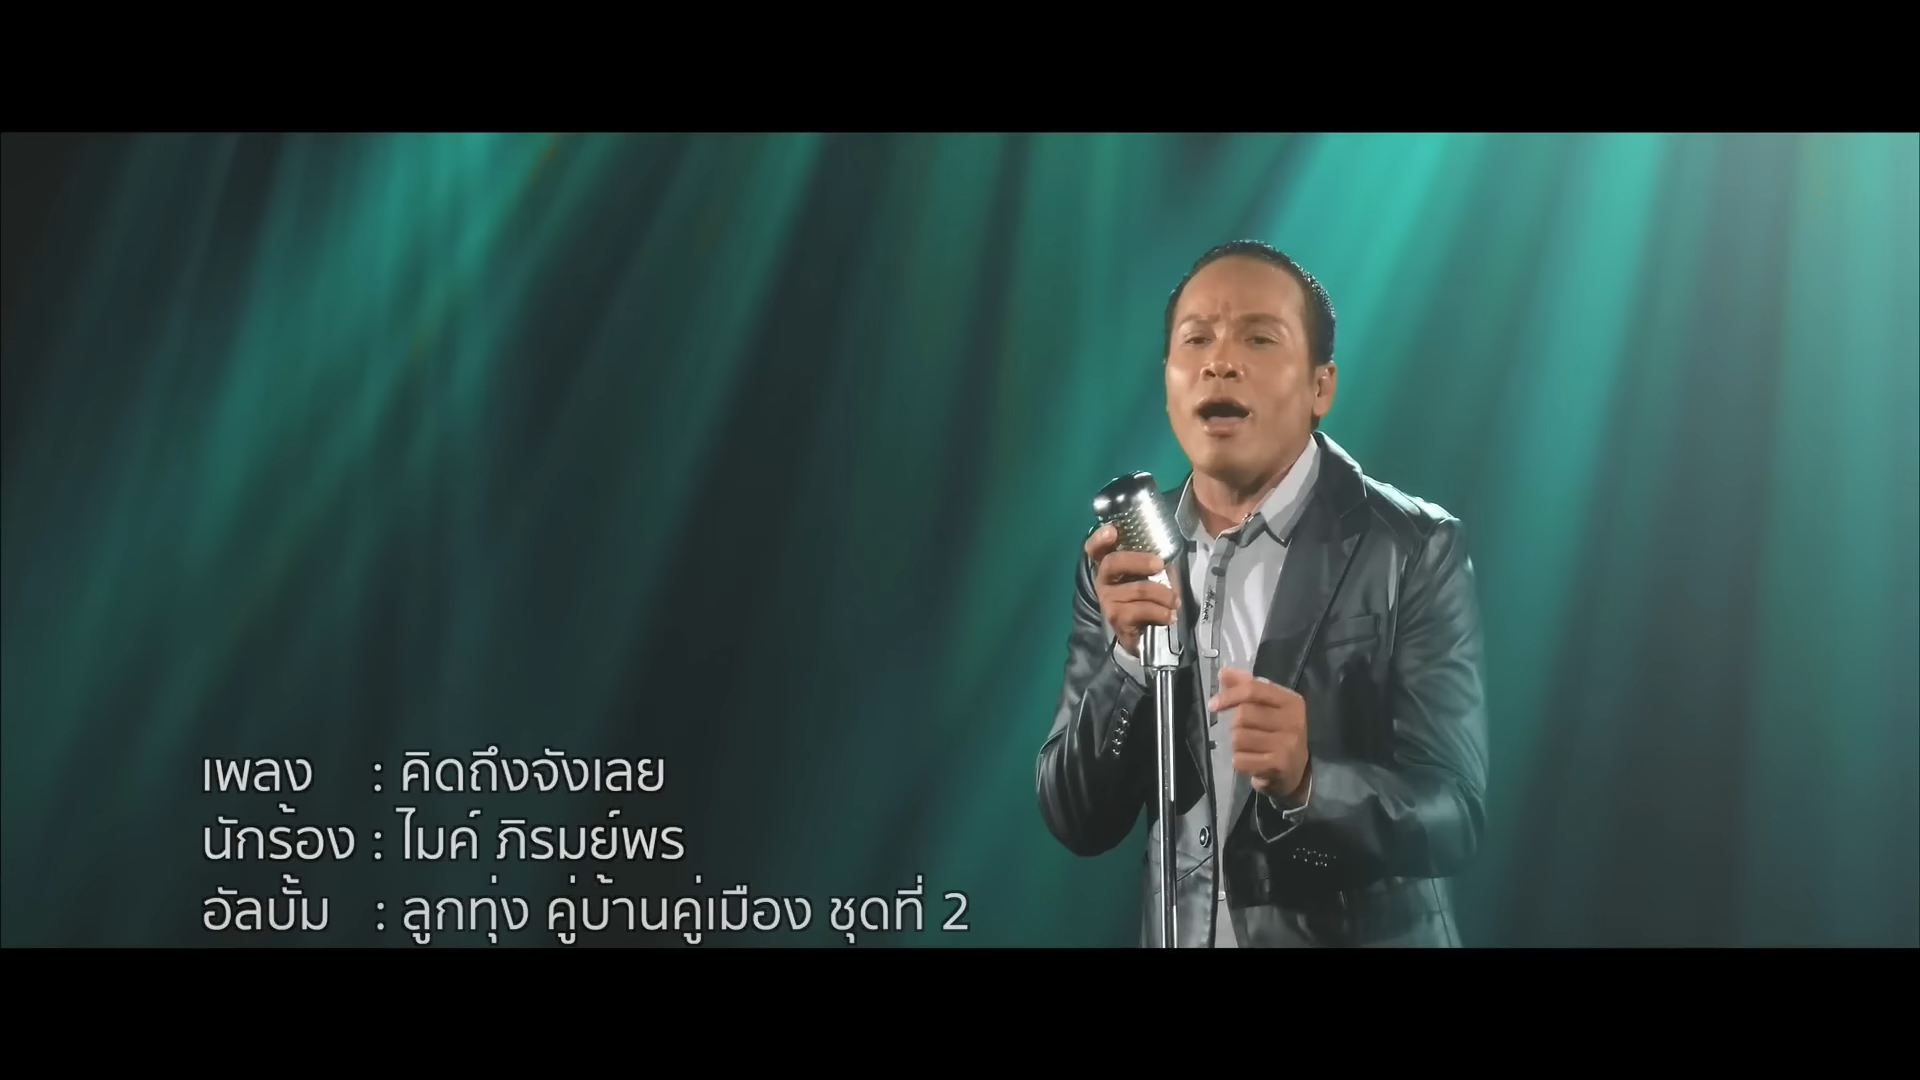 เพลง : คิดถึงจังเลย
นักร้อง : ไมค์ ภิรมย์พร
อัลบั้ม : ลูกทุ่ง คู่บ้านคู่เมือง ชุดที่ 2